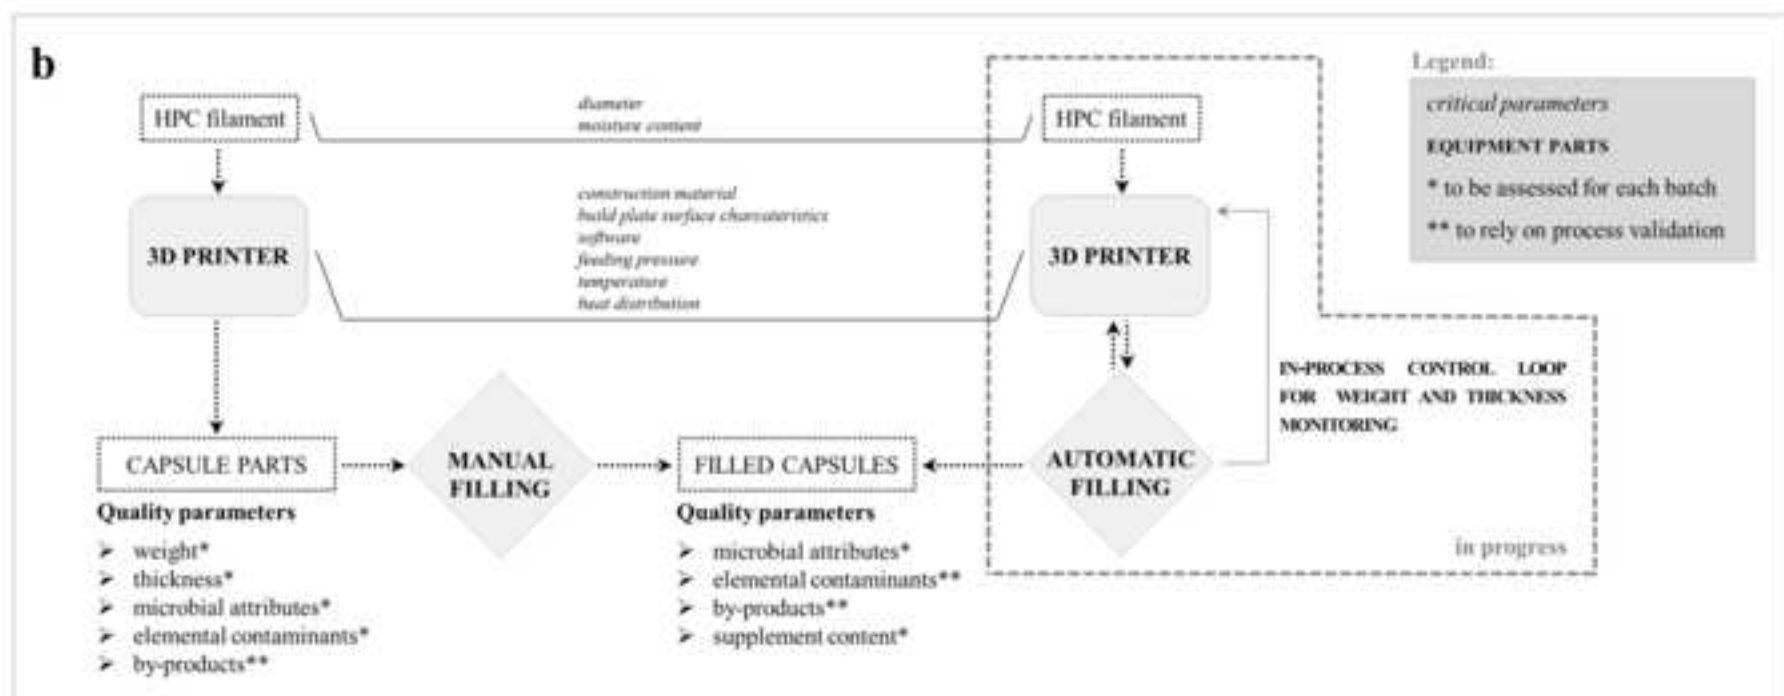 b
HPC filament
diameter
moisture content
HPC filament
Legend:
critical parameters
EQUIPMENT PARTS
* to be assessed for each batch
** to rely on process validation
3D PRINTER
construction material
build plate surface charcateristics
software
feeding pressure
temperature
heat distribution
3D PRINTER
IN-PROCESS CONTROL LOOP
FOR WEIGHT AND THICKNESS
MONITORING
CAPSULE PARTS
MANUAL
FILLING
FILLED CAPSULES
AUTOMATIC
FILLING
Quality parameters
➢ weight*
➢ thickness*
➢ microbial attributes*
➢ elemental contaminants*
➢ by-products**
Quality parameters
➢ microbial attributes*
➢ elemental contaminants**
➢ by-products**
➢ supplement content*
in progress